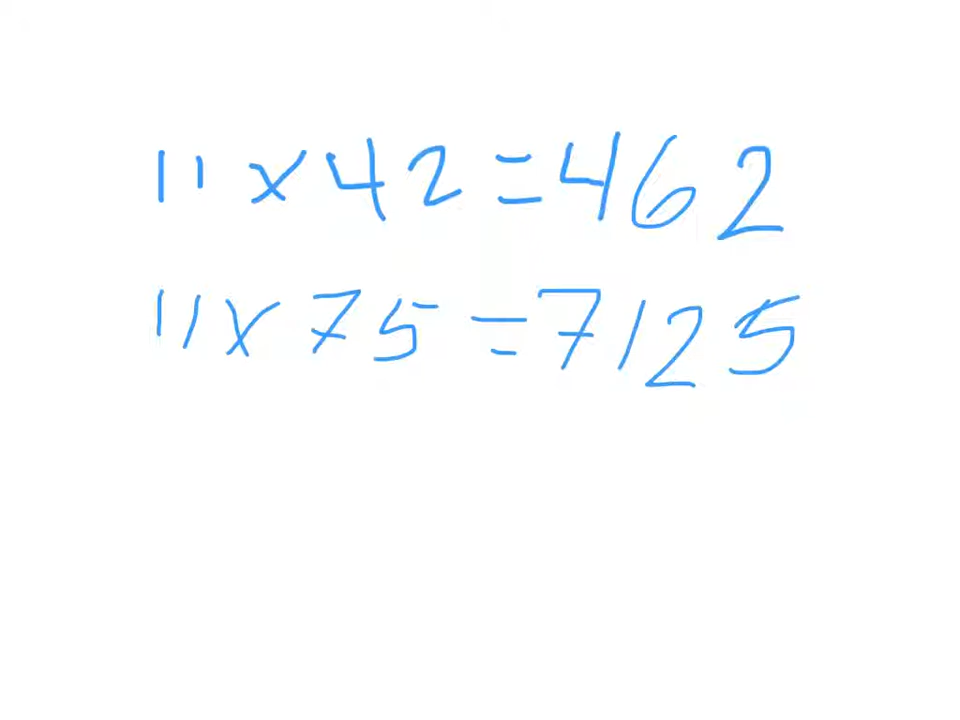 11 x 42 = 462
11 x 75 = 7125